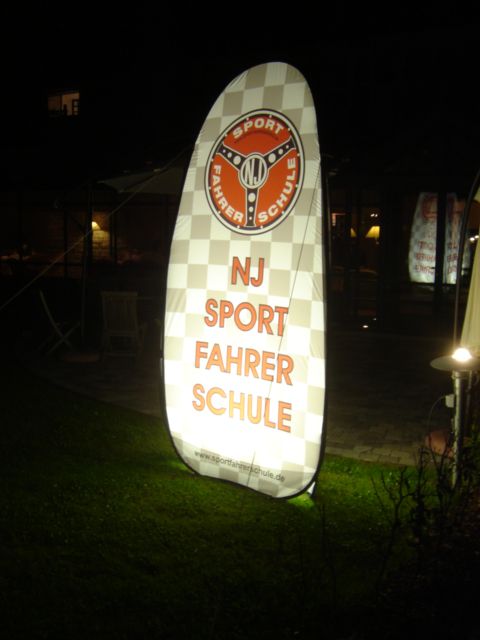 SPORT
NJ
FAHRER SCHULE
NJ
SPORT
FAHRER
SCHULE
www.sportfahrerschule.de